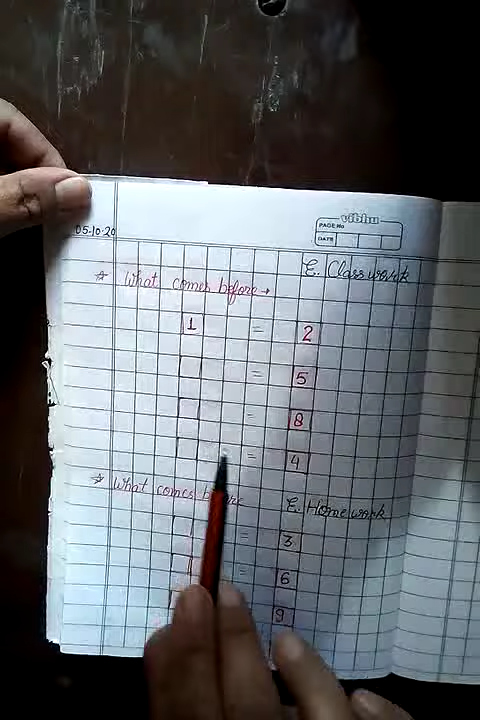 vibhu
PAGE No
DATE
05-10-20
E. Classwork
* What comes before →
1 = 2
= 5
= 8
= 4
* What comes before
E. Homework
= 3
= 6
9